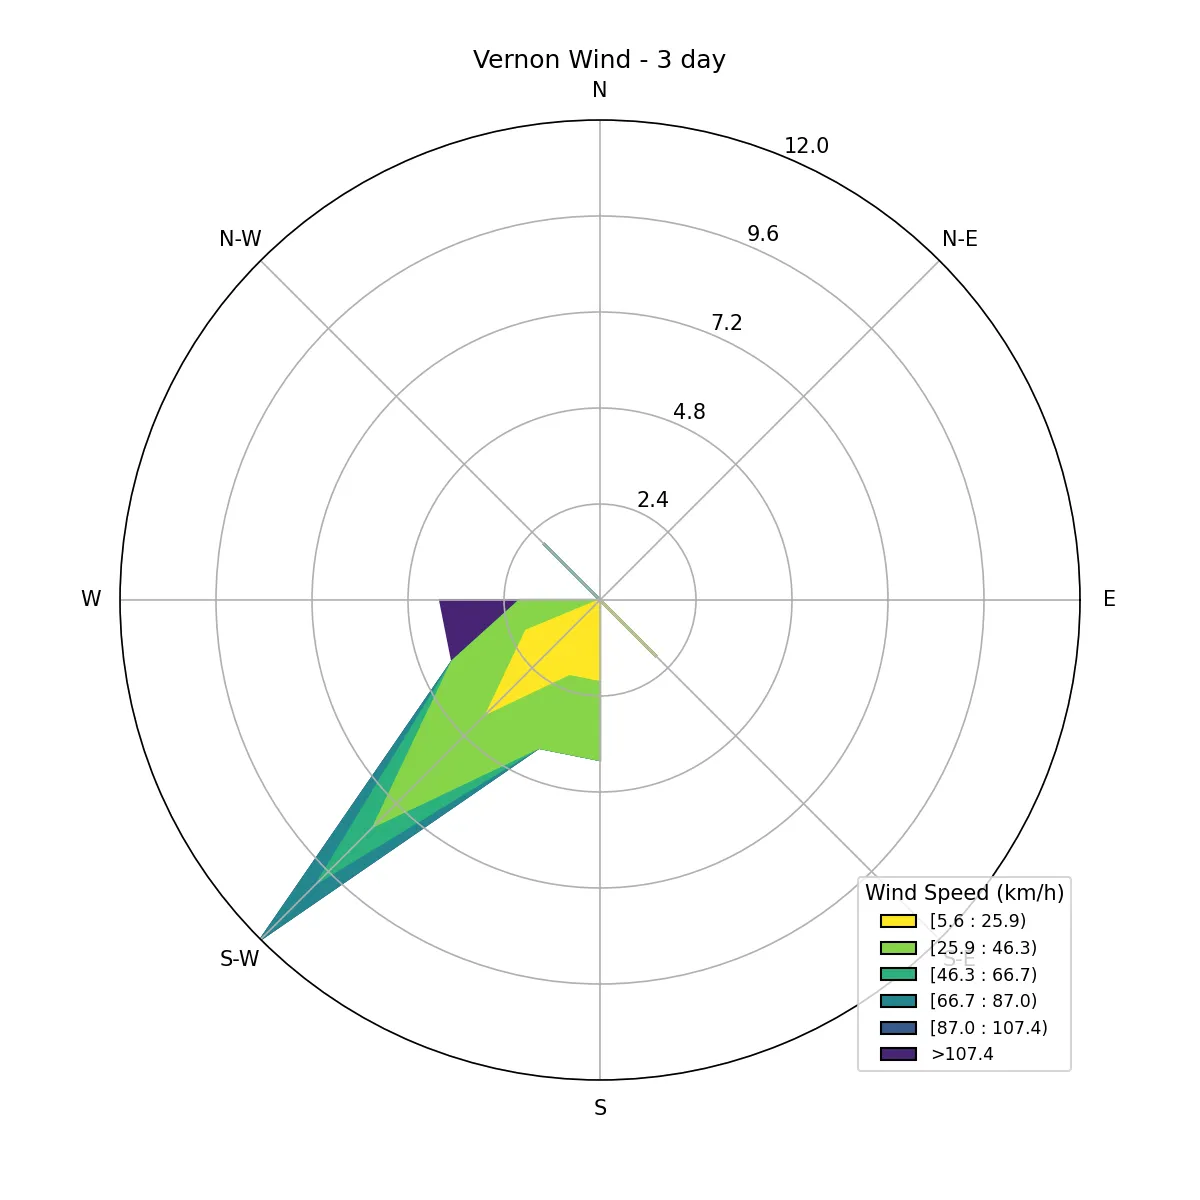 Vernon Wind - 3 day
N
12.0
N-W
9.6
N-E
7.2
4.8
2.4
W
E
S-W
S-E
Wind Speed (km/h)
[5.6 : 25.9)
[25.9 : 46.3)
[46.3 : 66.7)
[66.7 : 87.0)
[87.0 : 107.4)
>107.4
S